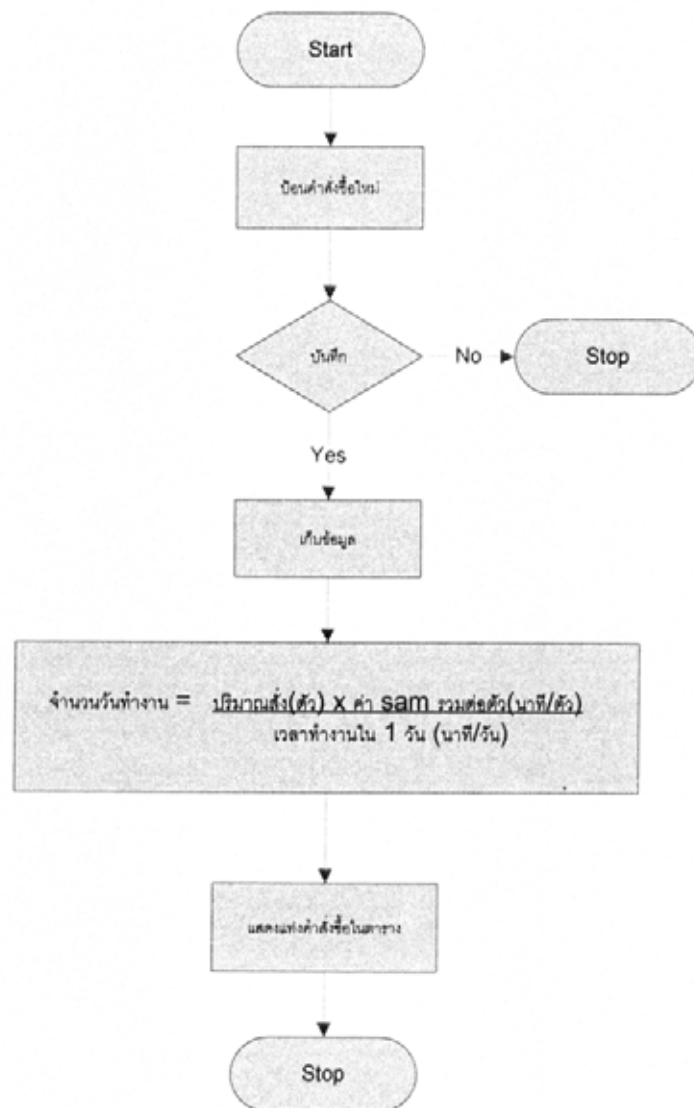 Start
ป้อนคำสั่งซื้อใหม่
บันทึก
No
Stop
Yes
เก็บข้อมูล
จำนวนวันทำงาน = ปริมาณสั่ง(ตัว) x ค่า sam รวมต่อตัว(นาที/ตัว)
เวลาทำงานใน 1 วัน (นาที/วัน)
แสดงแท่งคำสั่งซื้อในตาราง
Stop